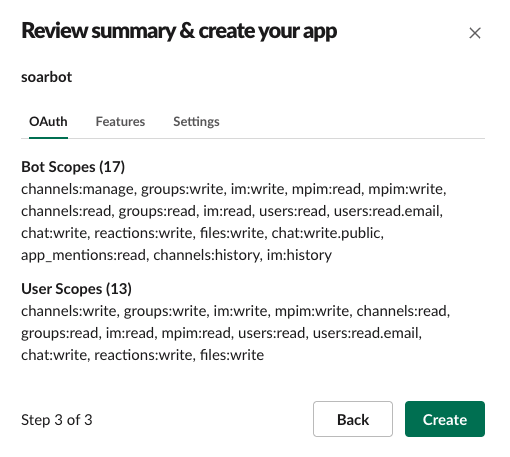 Review summary & create your app
soarbot
OAuth Features Settings
Bot Scopes (17)
channels:manage, groups:write, im:write, mpim:read, mpim:write,
channels:read, groups:read, im:read, users:read, users:read.email,
chat:write, reactions:write, files:write, chat:write.public,
app_mentions:read, channels:history, im:history
User Scopes (13)
channels:write, groups:write, im:write, mpim:write, channels:read,
groups:read, im:read, mpim:read, users:read, users:read.email,
chat:write, reactions:write, files:write
Step 3 of 3 Back Create